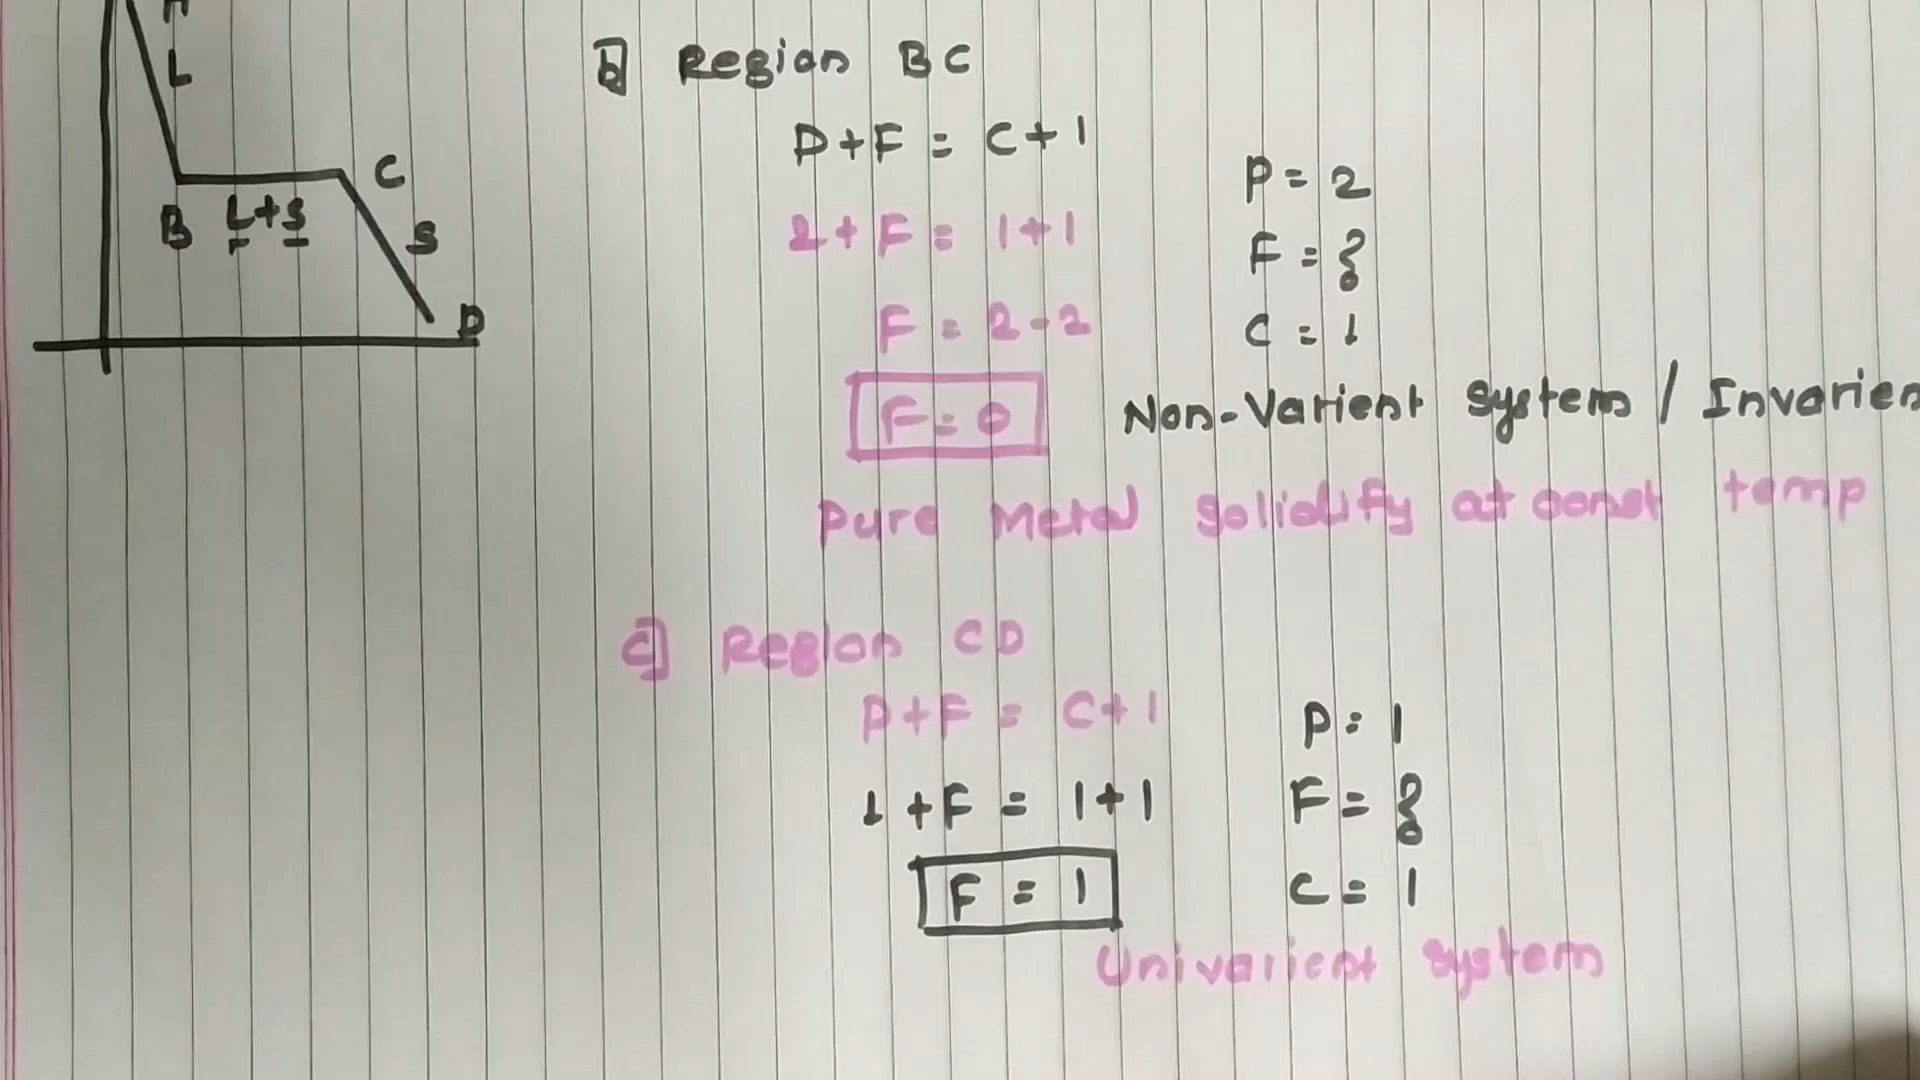 L
C
B L+S
S
D
b] Region BC
P+F = C+1
P = 2
2+F = 1+1
F = ?
F = 2-2
C = 1
F = 0
Non-Varient system / Invarien
Pure Metal Solidify at const temp
c] Region CD
P+F = C+1
P = 1
1+F = 1+1
F = ?
F = 1
C = 1
Univarient system